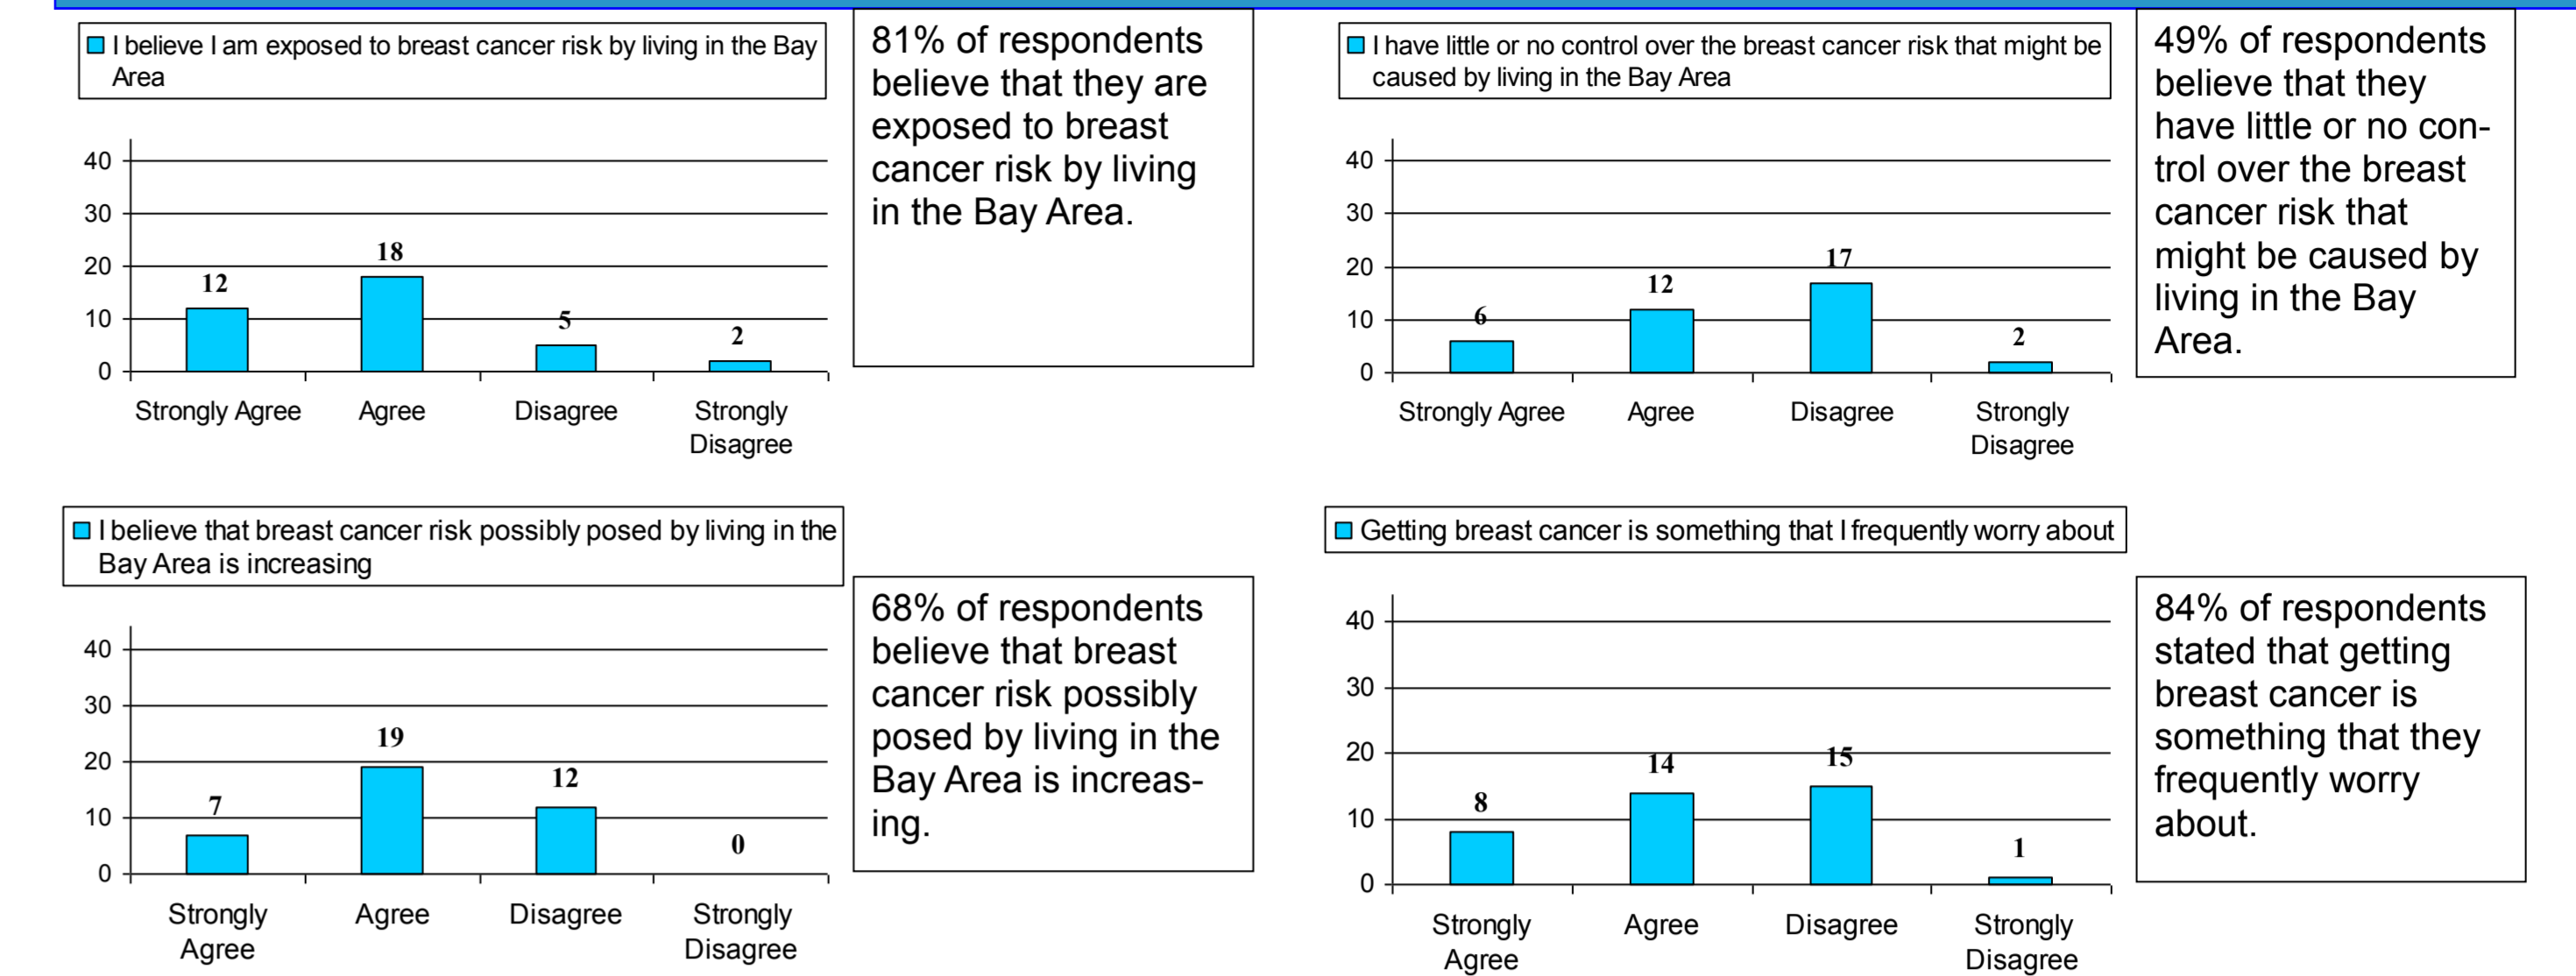 I believe I am exposed to breast cancer risk by living in the Bay
Area
40
30
20
10
0
12
18
5
2
Strongly Agree
Agree
Disagree
Strongly
Disagree
81% of respondents
believe that they are
exposed to breast
cancer risk by living
in the Bay Area.
I have little or no control over the breast cancer risk that might be
caused by living in the Bay Area
40
30
20
10
0
6
12
17
2
Strongly Agree
Agree
Disagree
Strongly
Disagree
49% of respondents
believe that they
have little or no con-
trol over the breast
cancer risk that
might be caused by
living in the Bay
Area.
I believe that breast cancer risk possibly posed by living in the
Bay Area is increasing
40
30
20
10
0
7
19
12
0
Strongly
Agree
Agree
Disagree
Strongly
Disagree
68% of respondents
believe that breast
cancer risk possibly
posed by living in the
Bay Area is increas-
ing.
Getting breast cancer is something that I frequently worry about
40
30
20
10
0
8
14
15
1
Strongly
Agree
Agree
Disagree
Strongly
Disagree
84% of respondents
stated that getting
breast cancer is
something that they
frequently worry
about.